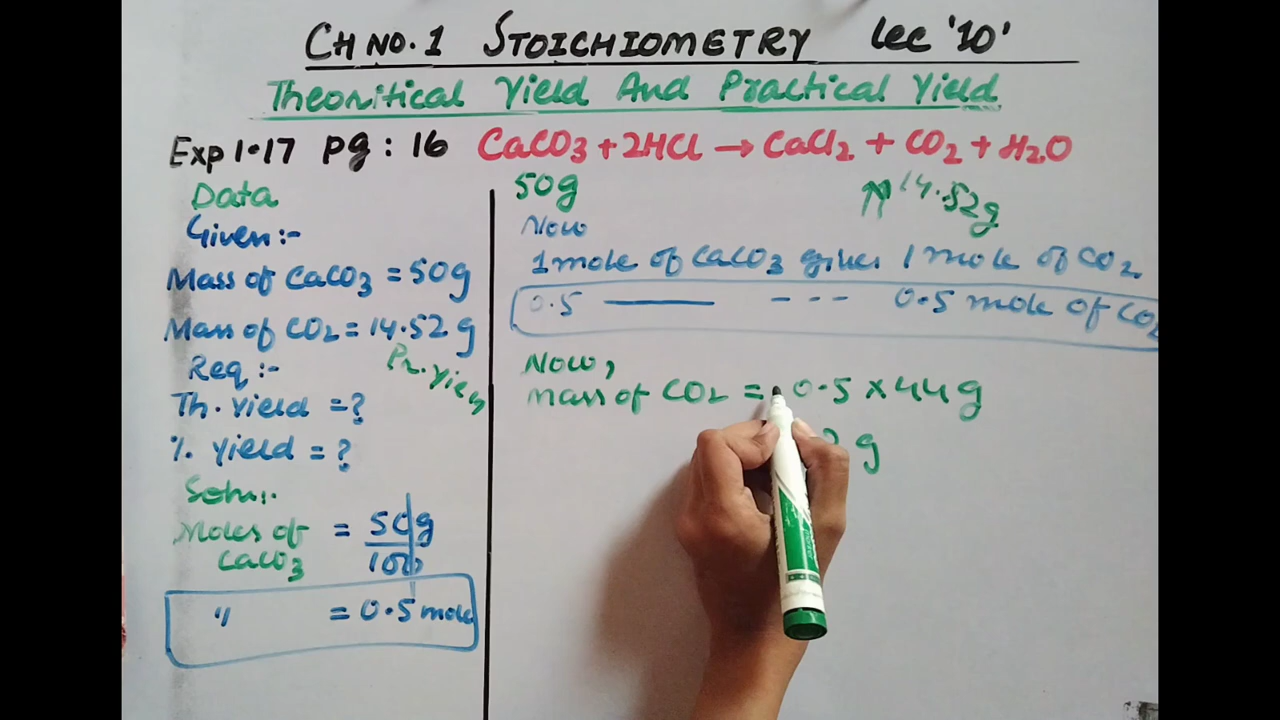 CH NO. 1 STOICHIOMETRY Lec '10'
Theoritical Yield And Practical Yield
Exp 1.17 pg : 16 CaCO3 + 2HCl → CaCl2 + CO2 + H2O
Data
Given :-
Mass of CaCO3 = 50g
Mass of CO2 = 14.52 g
Pr. yield
Req :-
Th. yield = ?
% yield = ?
Soln:.
Moles of CaCO3 = 50g / 100
" = 0.5 mole
50g
14.52g
Now
1 mole of CaCO3 gives 1 mole of CO2.
0.5 —— --- 0.5 mole of CO2
Now,
mass of CO2 = 0.5 × 44 g
g